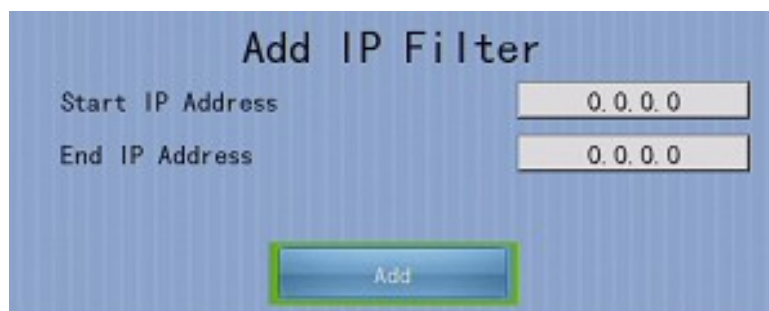 Add IP Filter
Start IP Address 0.0.0.0
End IP Address 0.0.0.0
Add